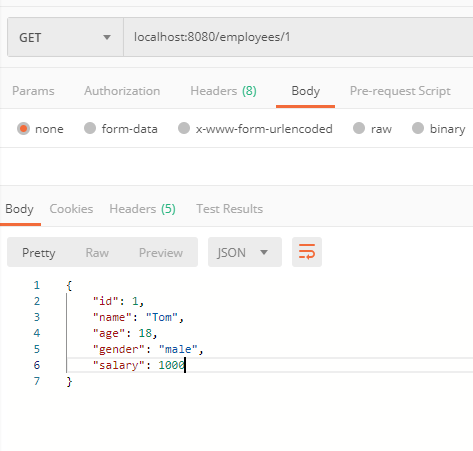 GET localhost:8080/employees/1
Params Authorization Headers (8) Body Pre-request Script
none form-data x-www-form-urlencoded raw binary
Body Cookies Headers (5) Test Results
Pretty Raw Preview JSON
1 {
2 "id": 1,
3 "name": "Tom",
4 "age": 18,
5 "gender": "male",
6 "salary": 1000
7 }